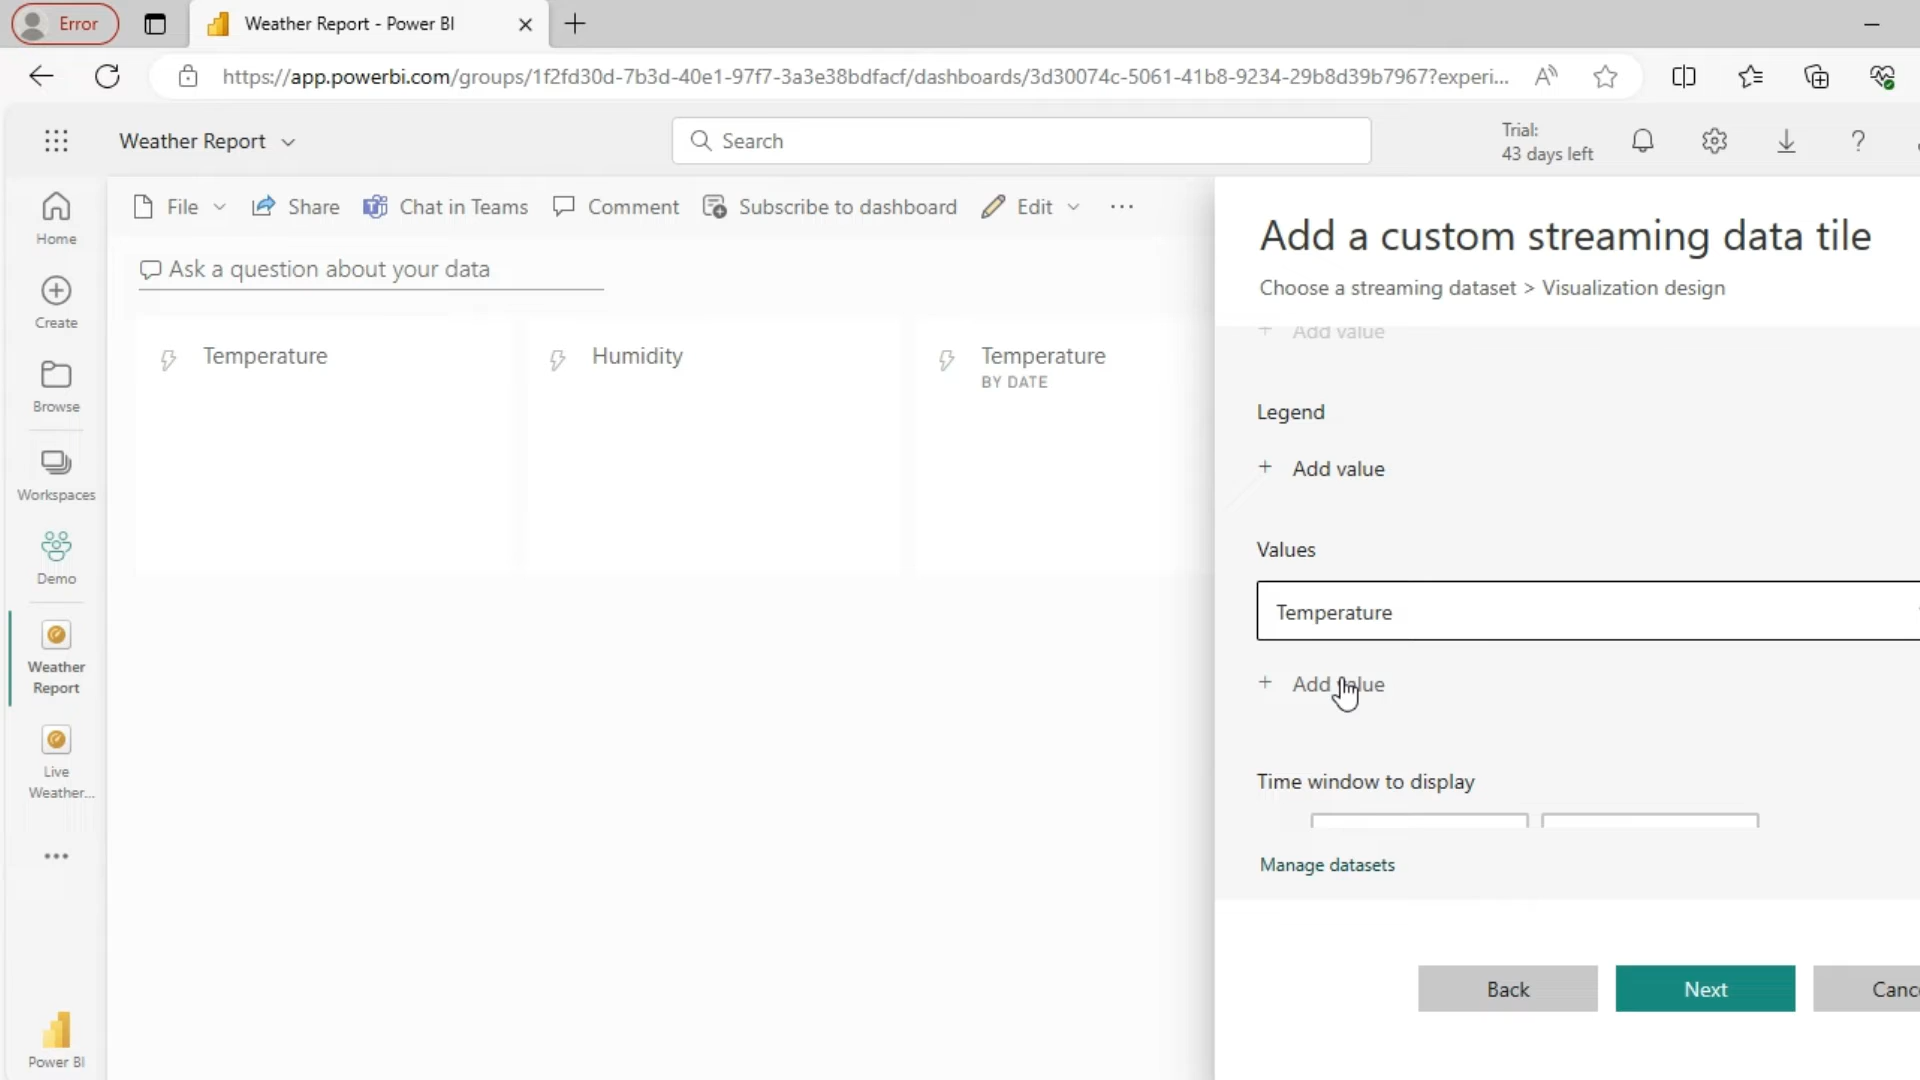 Error
Weather Report - Power BI
https://app.powerbi.com/groups/1f2fd30d-7b3d-40e1-97f7-3a3e38bdfacf/dashboards/3d30074c-5061-41b8-9234-29b8d39b7967?experi...
Weather Report
Search
Trial:
43 days left
Home
Create
Browse
Workspaces
Demo
Weather
Report
Live
Weather...
Power BI
File
Share
Chat in Teams
Comment
Subscribe to dashboard
Edit
Ask a question about your data
Temperature
Humidity
Temperature
BY DATE
Add a custom streaming data tile
Choose a streaming dataset > Visualization design
+ Add value
Legend
+ Add value
Values
Temperature
+ Add value
Time window to display
Manage datasets
Back
Next
Canc